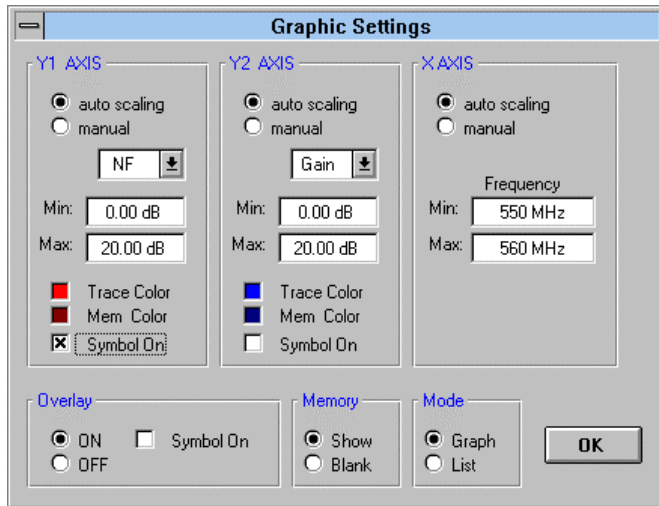 Graphic Settings
Y1 AXIS
auto scaling
manual
NF
Min: 0.00 dB
Max: 20.00 dB
Trace Color
Mem Color
Symbol On
Y2 AXIS
auto scaling
manual
Gain
Min: 0.00 dB
Max: 20.00 dB
Trace Color
Mem Color
Symbol On
X AXIS
auto scaling
manual
Frequency
Min: 550 MHz
Max: 560 MHz
Overlay
ON Symbol On
OFF
Memory
Show
Blank
Mode
Graph
List
OK